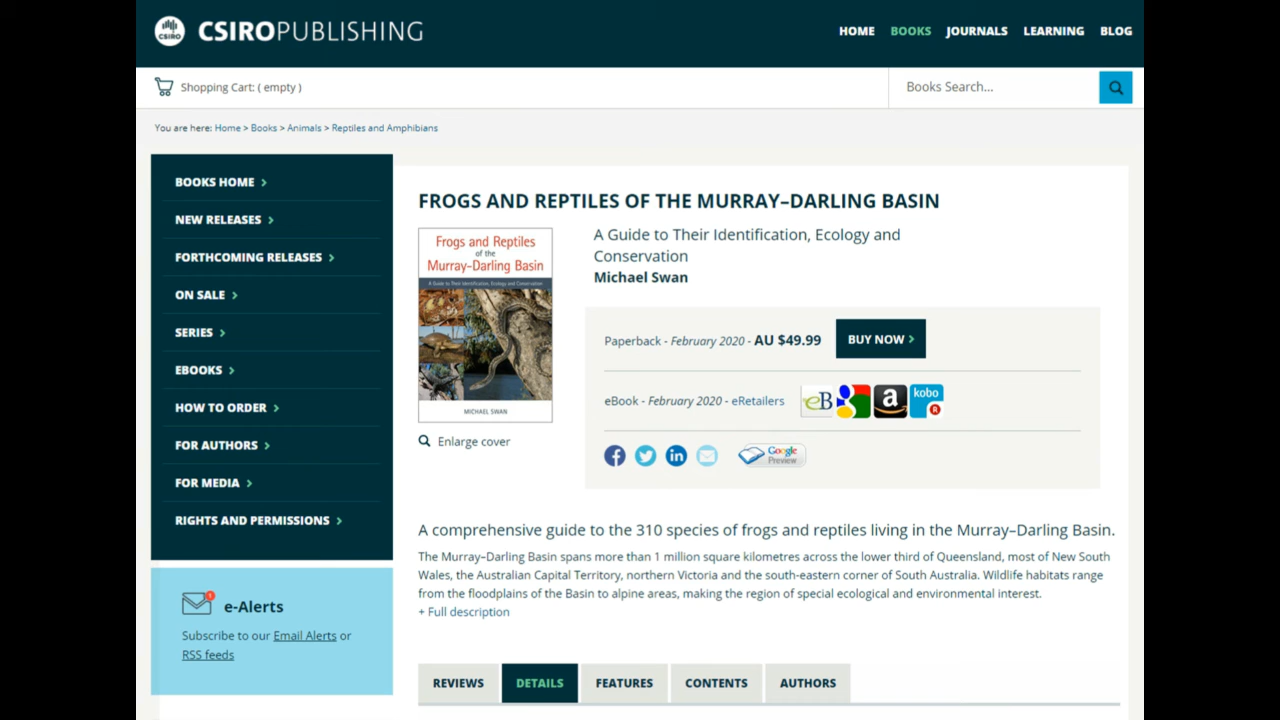 CSIRO
CSIROPUBLISHING
HOME BOOKS JOURNALS LEARNING BLOG
Shopping Cart: ( empty )
Books Search...
You are here: Home > Books > Animals > Reptiles and Amphibians
BOOKS HOME >
NEW RELEASES >
FORTHCOMING RELEASES >
ON SALE >
SERIES >
EBOOKS >
HOW TO ORDER >
FOR AUTHORS >
FOR MEDIA >
RIGHTS AND PERMISSIONS >
e-Alerts
Subscribe to our Email Alerts or
RSS feeds
FROGS AND REPTILES OF THE MURRAY–DARLING BASIN
Frogs and Reptiles
of the
Murray–Darling Basin
A Guide to Their Identification, Ecology and Conservation
MICHAEL SWAN
Enlarge cover
A Guide to Their Identification, Ecology and
Conservation
Michael Swan
Paperback - February 2020 - AU $49.99
BUY NOW >
eBook - February 2020 - eRetailers
eB
a
kobo
R
Google
Preview
A comprehensive guide to the 310 species of frogs and reptiles living in the Murray–Darling Basin.
The Murray–Darling Basin spans more than 1 million square kilometres across the lower third of Queensland, most of New South
Wales, the Australian Capital Territory, northern Victoria and the south-eastern corner of South Australia. Wildlife habitats range
from the floodplains of the Basin to alpine areas, making the region of special ecological and environmental interest.
+ Full description
REVIEWS DETAILS FEATURES CONTENTS AUTHORS